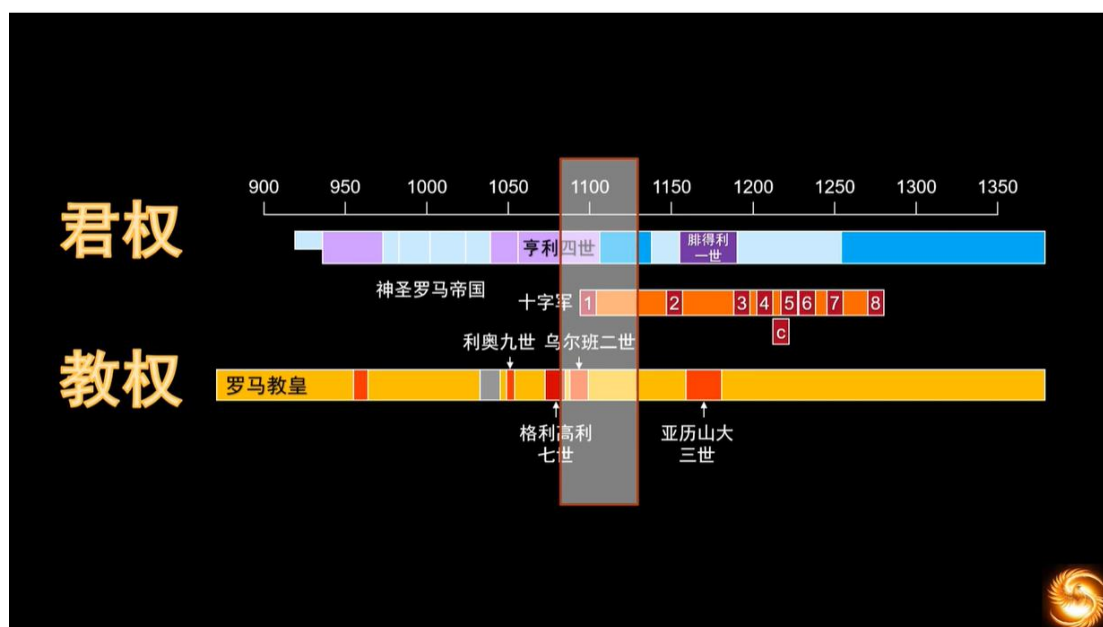 900 950 1000 1050 1100 1150 1200 1250 1300 1350
君权
亨利四世
腓得利
一世
神圣罗马帝国
十字军
1 2 3 4 5 6 7 8
c
利奥九世
乌尔班二世
教权
罗马教皇
格利高利
七世
亚历山大
三世